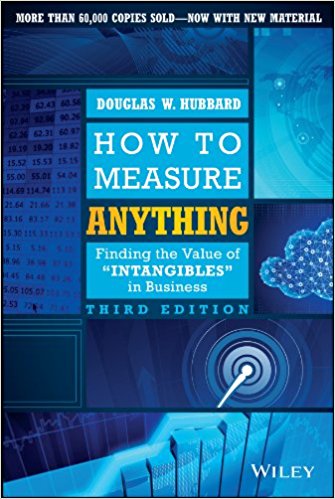 MORE THAN 60,000 COPIES SOLD—NOW WITH NEW MATERIAL
DOUGLAS W. HUBBARD
HOW TO
MEASURE
ANYTHING
Finding the Value of
“INTANGIBLES”
in Business
THIRD EDITION
WILEY